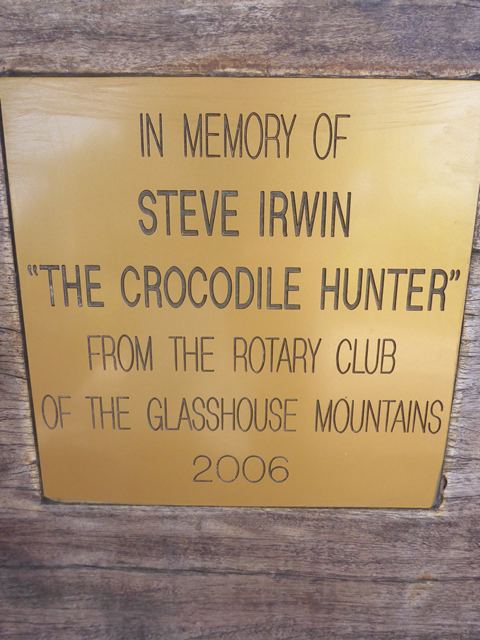 IN MEMORY OF
STEVE IRWIN
"THE CROCODILE HUNTER"
FROM THE ROTARY CLUB
OF THE GLASSHOUSE MOUNTAINS
2006